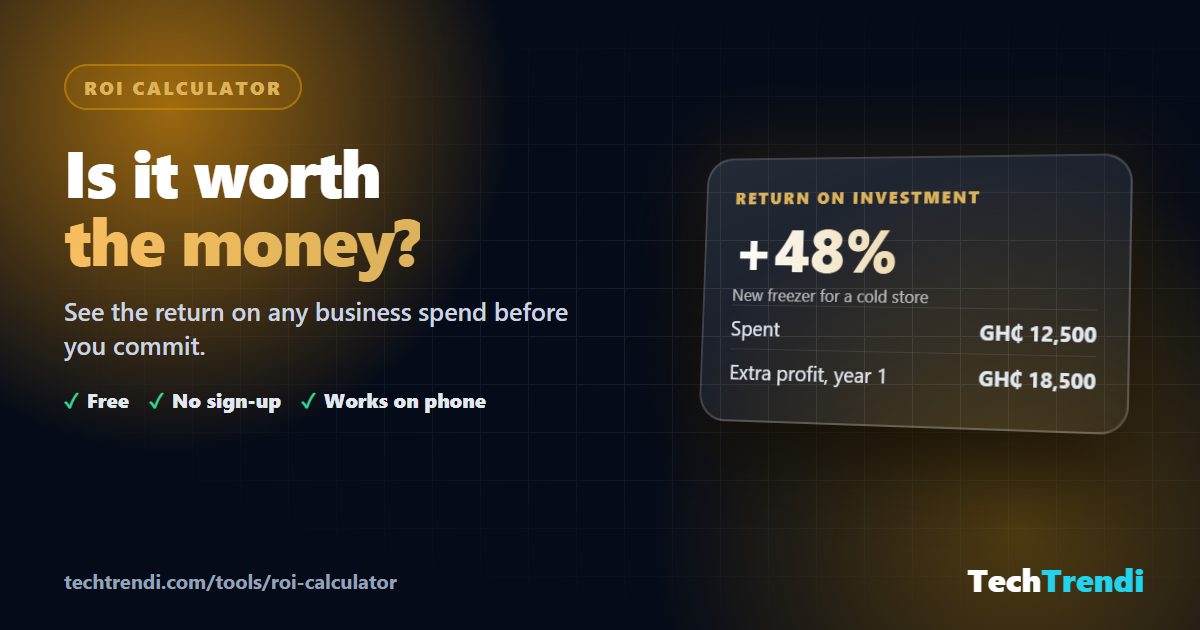 ROI CALCULATOR
Is it worth
the money?
See the return on any business spend before
you commit.
✓ Free ✓ No sign-up ✓ Works on phone
RETURN ON INVESTMENT
+48%
New freezer for a cold store
Spent GH₵ 12,500
Extra profit, year 1 GH₵ 18,500
techtrendi.com/tools/roi-calculator
TechTrendi